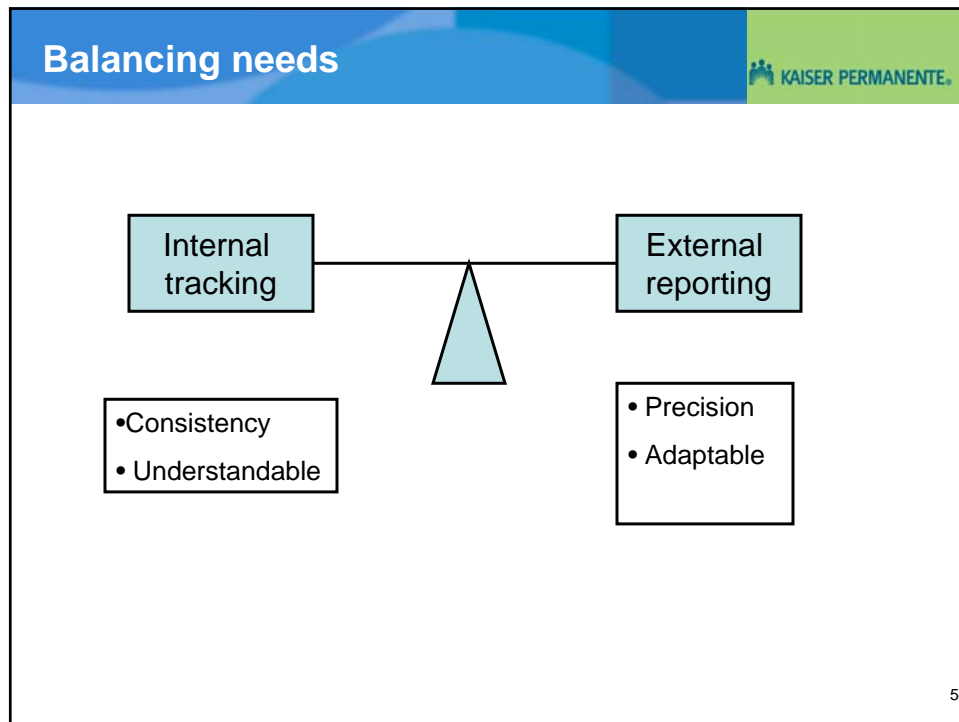 Balancing needs
KAISER PERMANENTE®
Internal
tracking
External
reporting
•Consistency
• Understandable
• Precision
• Adaptable
5